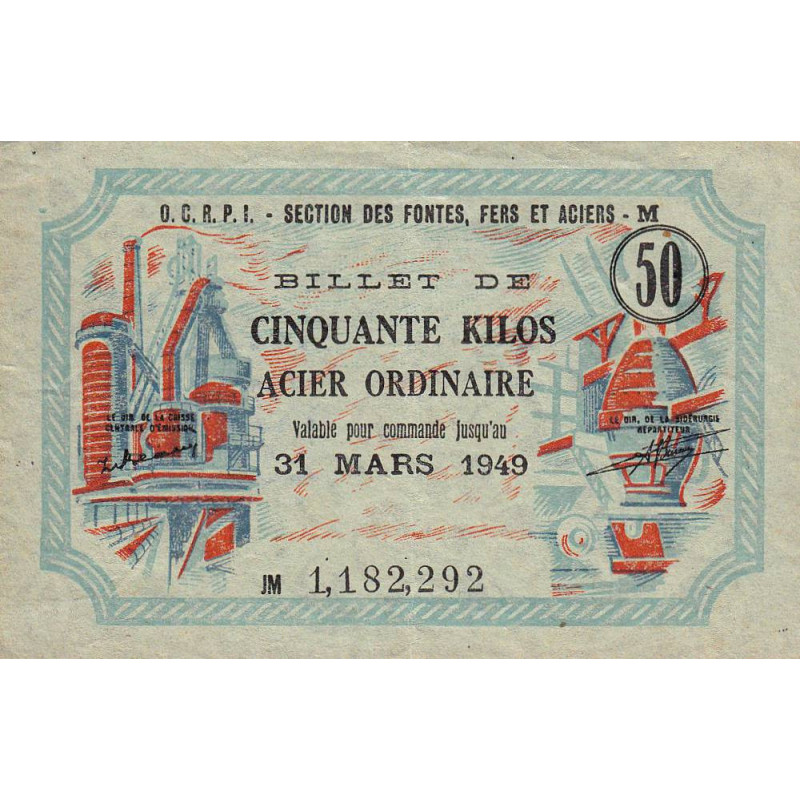 O. C. R. P. I. - SECTION DES FONTES, FERS ET ACIERS - M
50
BILLET DE
CINQUANTE KILOS
ACIER ORDINAIRE
Valable pour commande jusqu'au
31 MARS 1949
LE DIR. DE LA CAISSE
CENTRALE D'ÉMISSION,
LE DIR. DE LA SIDÉRURGIE
RÉPARTITEUR
JM 1,182,292